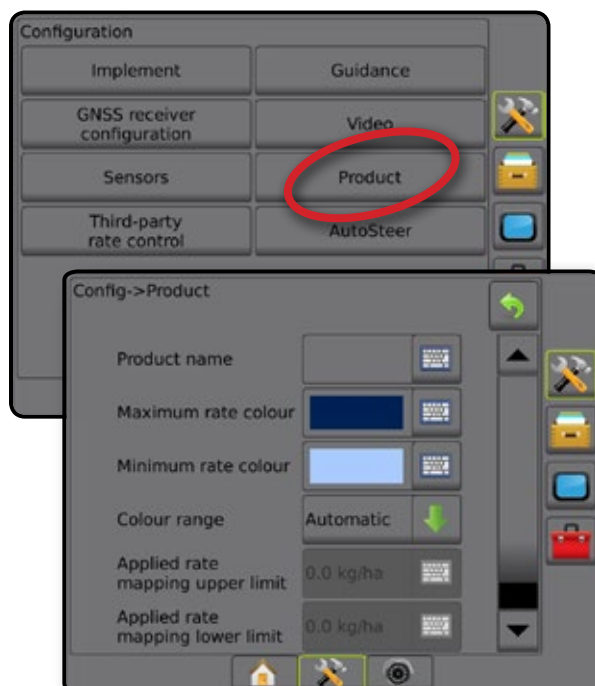 Configuration
Implement
Guidance
GNSS receiver
configuration
Video
Sensors
Product
Third-party
rate control
AutoSteer
Config->Product
Product name
Maximum rate colour
Minimum rate colour
Colour range
Automatic
Applied rate
mapping upper limit
0.0 kg/ha
Applied rate
mapping lower limit
0.0 kg/ha